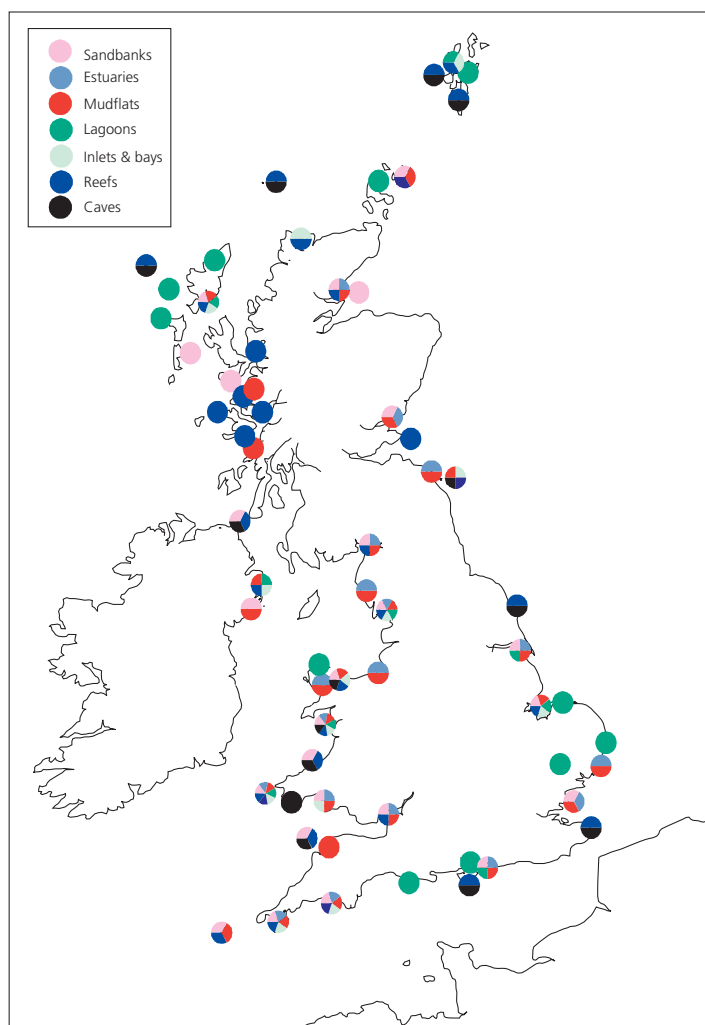 Sandbanks
Estuaries
Mudflats
Lagoons
Inlets & bays
Reefs
Caves